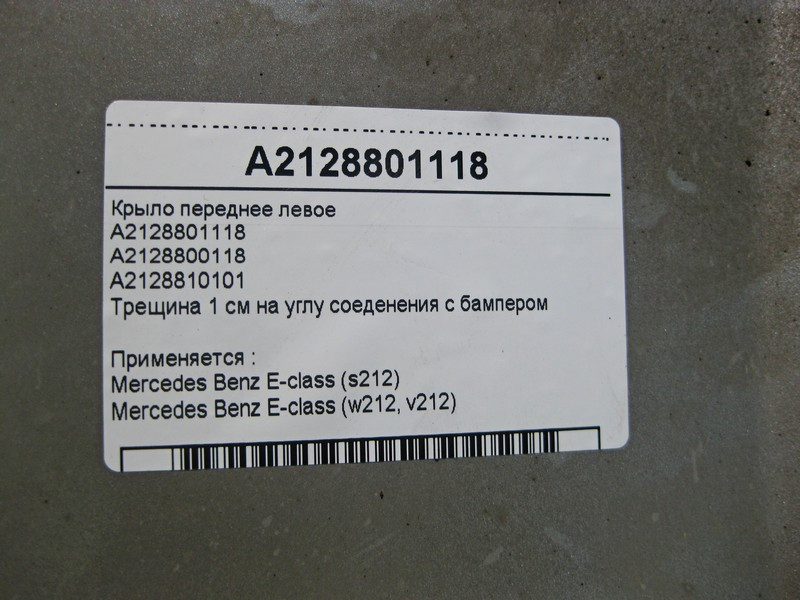 A2128801118
Крыло переднее левое
A2128801118
A2128800118
A2128810101
Трещина 1 см на углу соеденения с бампером
Применяется :
Mercedes Benz E-class (s212)
Mercedes Benz E-class (w212, v212)